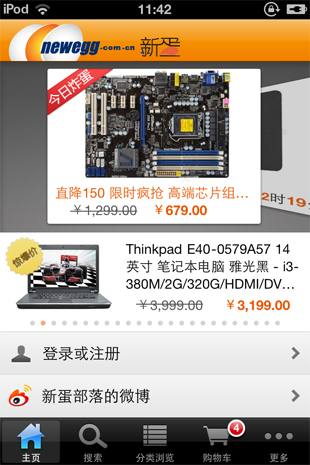 iPod 11:42
newegg.com.cn 新蛋
今日炸蛋
直降150 限时疯抢 高端芯片组...
￥1,299.00 ￥679.00
2时19
惊爆价
Thinkpad E40-0579A57 14
英寸 笔记本电脑 雅光黑 - i3-
380M/2G/320G/HDMI/DV...
￥3,999.00 ￥3,199.00
登录或注册
新蛋部落的微博
4
主页 搜索 分类浏览 购物车 更多